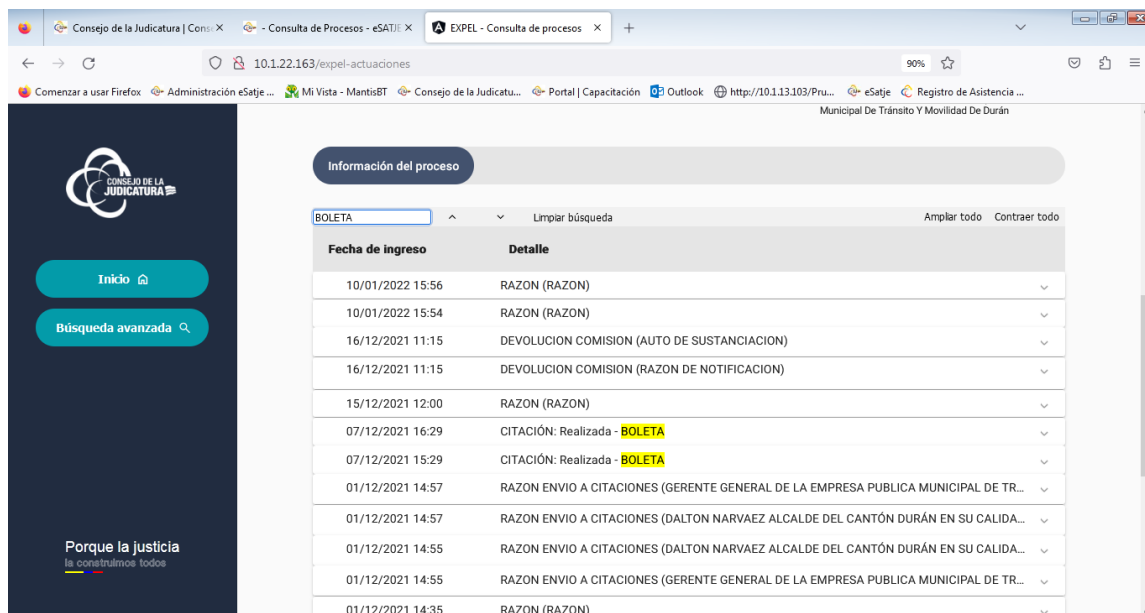 Consejo de la Judicatura | Cons
- Consulta de Procesos - eSATJE
EXPEL - Consulta de procesos
10.1.22.163/expel-actuaciones
90%
Comenzar a usar Firefox
Administración eSatje ...
Mi Vista - MantisBT
Consejo de la Judicatu...
Portal | Capacitación
Outlook
http://10.1.13.103/Pru...
eSatje
Registro de Asistencia ...
Municipal De Tránsito Y Movilidad De Durán
CONSEJO DE LA
JUDICATURA
Inicio
Búsqueda avanzada
Porque la justicia
la construimos todos
Información del proceso
BOLETA Limpiar búsqueda Ampliar todo Contraer todo
Fecha de ingreso Detalle
10/01/2022 15:56 RAZON (RAZON)
10/01/2022 15:54 RAZON (RAZON)
16/12/2021 11:15 DEVOLUCION COMISION (AUTO DE SUSTANCIACION)
16/12/2021 11:15 DEVOLUCION COMISION (RAZON DE NOTIFICACION)
15/12/2021 12:00 RAZON (RAZON)
07/12/2021 16:29 CITACIÓN: Realizada - BOLETA
07/12/2021 15:29 CITACIÓN: Realizada - BOLETA
01/12/2021 14:57 RAZON ENVIO A CITACIONES (GERENTE GENERAL DE LA EMPRESA PUBLICA MUNICIPAL DE TR...
01/12/2021 14:57 RAZON ENVIO A CITACIONES (DALTON NARVAEZ ALCALDE DEL CANTÓN DURÁN EN SU CALIDA...
01/12/2021 14:55 RAZON ENVIO A CITACIONES (DALTON NARVAEZ ALCALDE DEL CANTÓN DURÁN EN SU CALIDA...
01/12/2021 14:55 RAZON ENVIO A CITACIONES (GERENTE GENERAL DE LA EMPRESA PUBLICA MUNICIPAL DE TR...
01/12/2021 14:35 RAZON (RAZON)